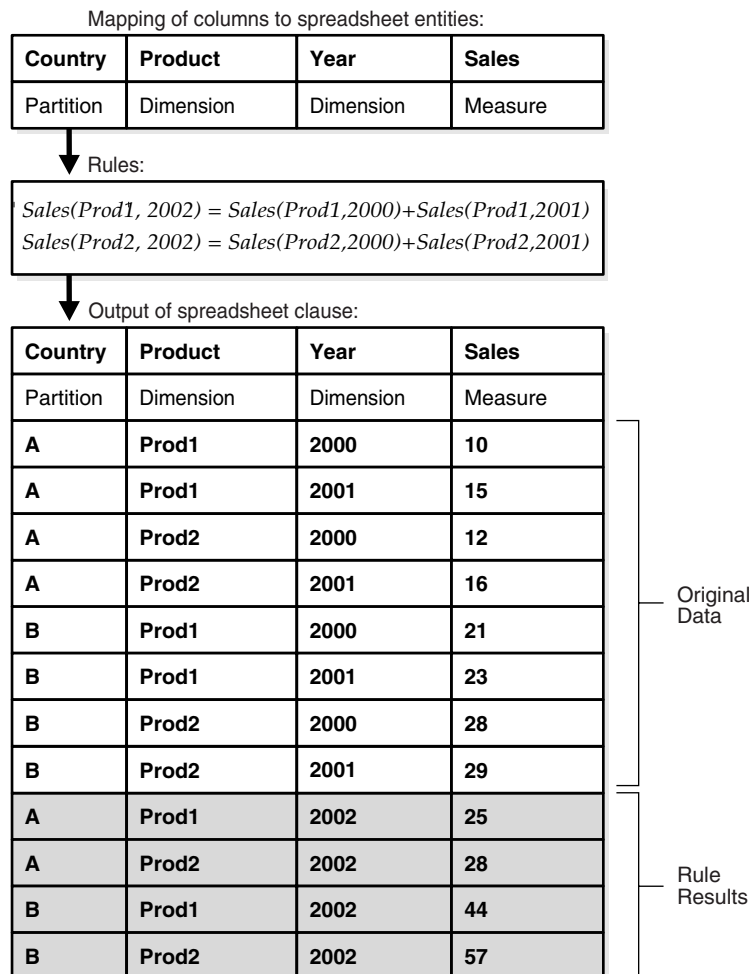 Mapping of columns to spreadsheet entities:
Country Product Year Sales
Partition Dimension Dimension Measure
Rules:
' Sales(Prod1, 2002) = Sales(Prod1,2000)+Sales(Prod1,2001)
Sales(Prod2, 2002) = Sales(Prod2,2000)+Sales(Prod2,2001)
Output of spreadsheet clause:
Country Product Year Sales
Partition Dimension Dimension Measure
A Prod1 2000 10
A Prod1 2001 15
A Prod2 2000 12
A Prod2 2001 16
B Prod1 2000 21
B Prod1 2001 23
B Prod2 2000 28
B Prod2 2001 29
Original
Data
A Prod1 2002 25
A Prod2 2002 28
B Prod1 2002 44
B Prod2 2002 57
Rule
Results